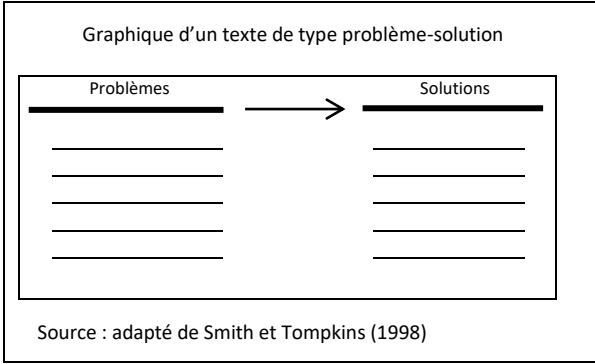 Graphique d’un texte de type problème-solution
Problèmes
Solutions
Source : adapté de Smith et Tompkins (1998)